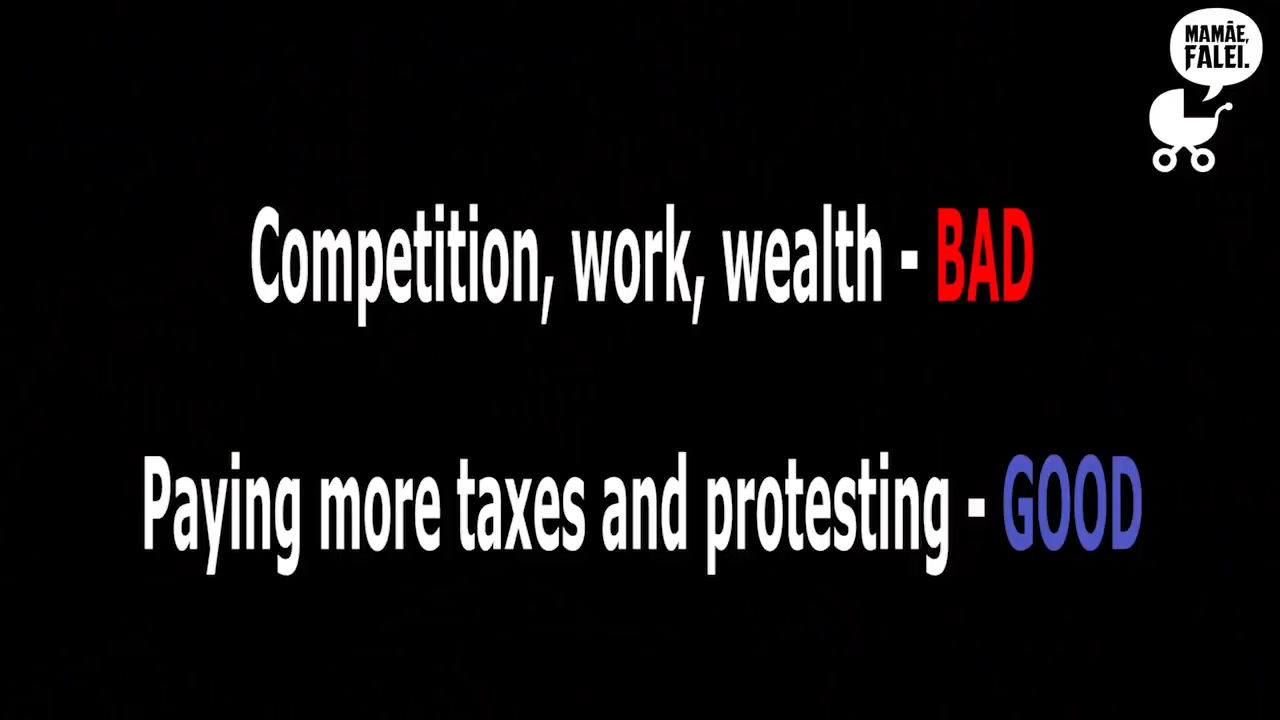 MAMÃE,
FALEI.
Competition, work, wealth - BAD
Paying more taxes and protesting - GOOD